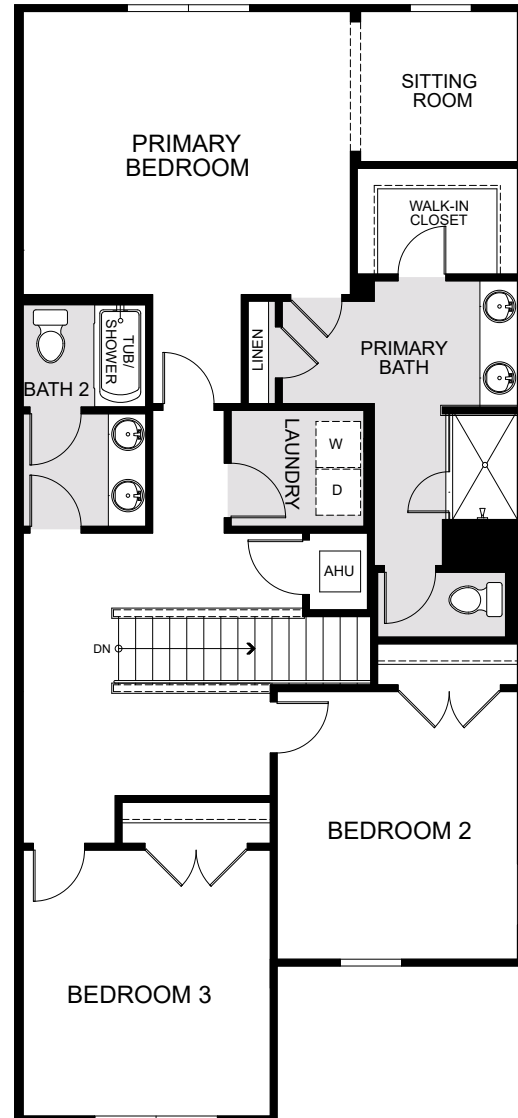 SITTING
ROOM
PRIMARY
BEDROOM
WALK-IN
CLOSET
TUB/
SHOWER
LINEN
PRIMARY
BATH
BATH 2
LAUNDRY
W
D
AHU
DN
BEDROOM 2
BEDROOM 3